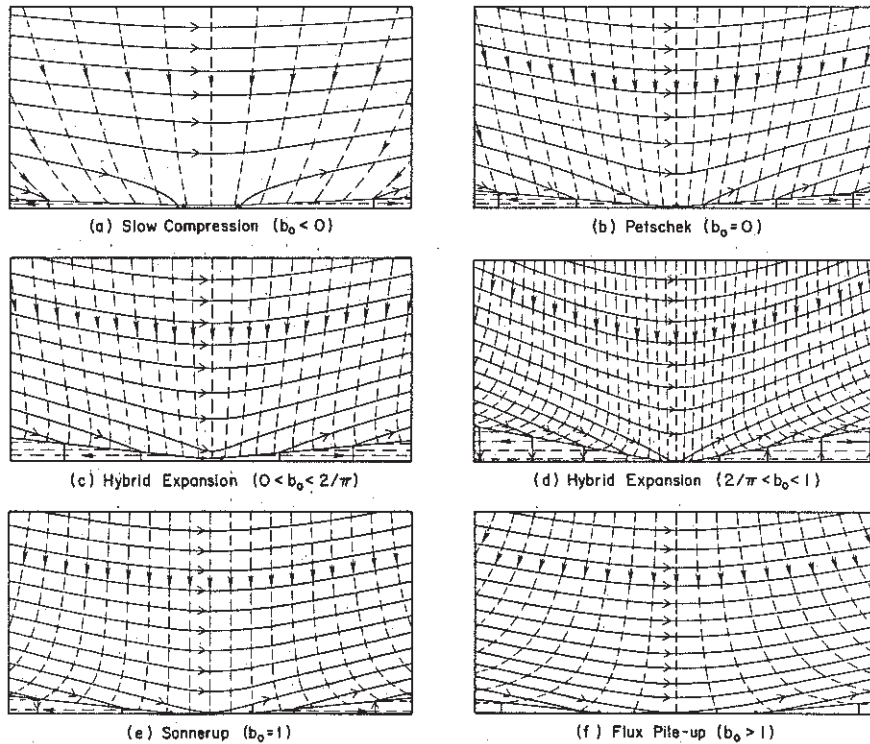 (a) Slow Compression (b₀ < 0)
(b) Petschek (b₀ = 0)
(c) Hybrid Expansion (0 < b₀ < 2/π)
(d) Hybrid Expansion (2/π < b₀ < 1)
(e) Sonnerup (b₀ = 1)
(f) Flux Pile-up (b₀ > 1)